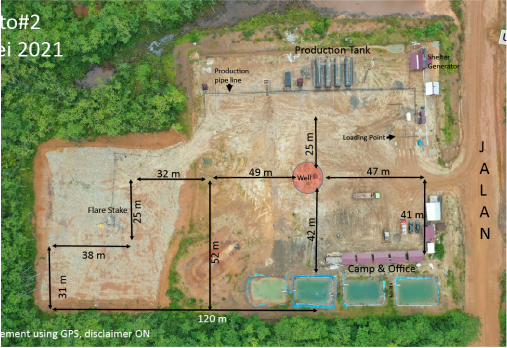 to#2
ei 2021
Production Tank
Shelter
Generator
Production
pipe line
Loading Point
25 m
32 m
49 m
Well
47 m
Flare Stake
25 m
52 m
42 m
41 m
38 m
31 m
Camp & Office
120 m
JALAN
ement using GPS, disclaimer ON
U